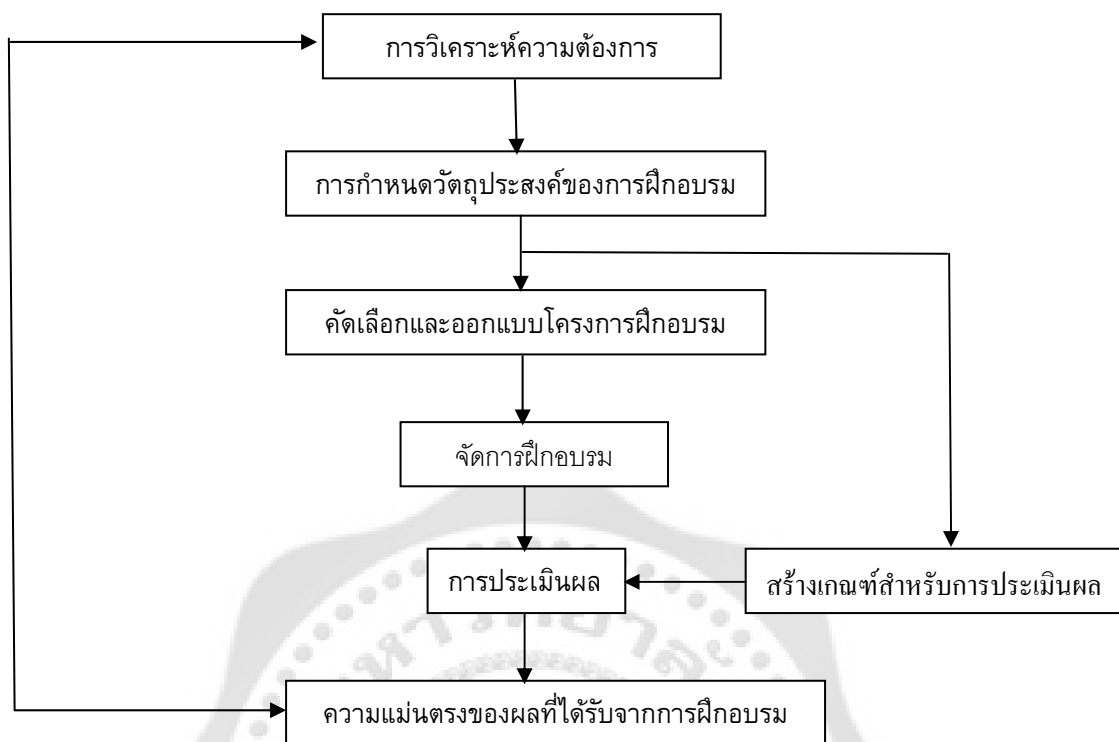 การวิเคราะห์ความต้องการ
การกำหนดวัตถุประสงค์ของการฝึกอบรม
คัดเลือกและออกแบบโครงการฝึกอบรม
จัดการฝึกอบรม
การประเมินผล
สร้างเกณฑ์สำหรับการประเมินผล
ความแม่นตรงของผลที่ได้รับจากการฝึกอบรม